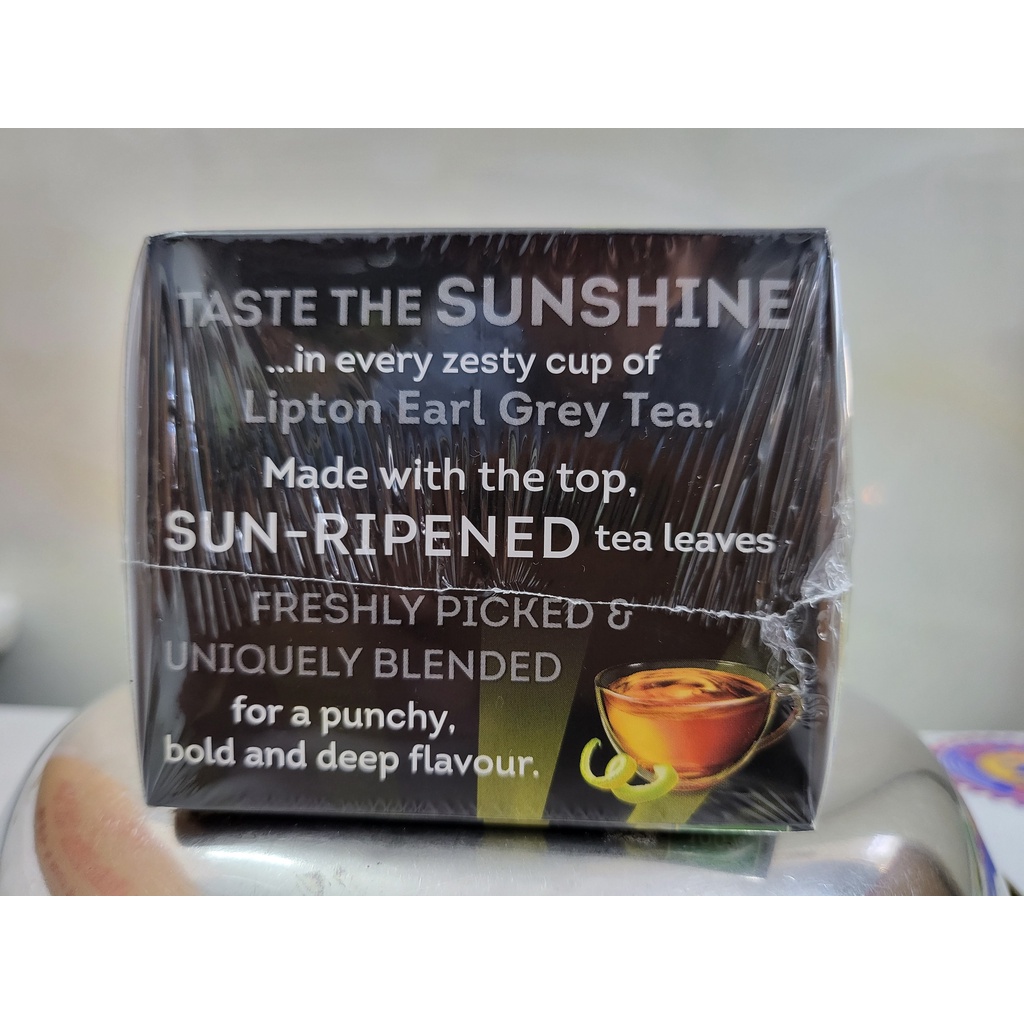 TASTE THE SUNSHINE
...in every zesty cup of
Lipton Earl Grey Tea.
Made with the top,
SUN-RIPENED tea leaves
FRESHLY PICKED &
UNIQUELY BLENDED
for a punchy,
bold and deep flavour.